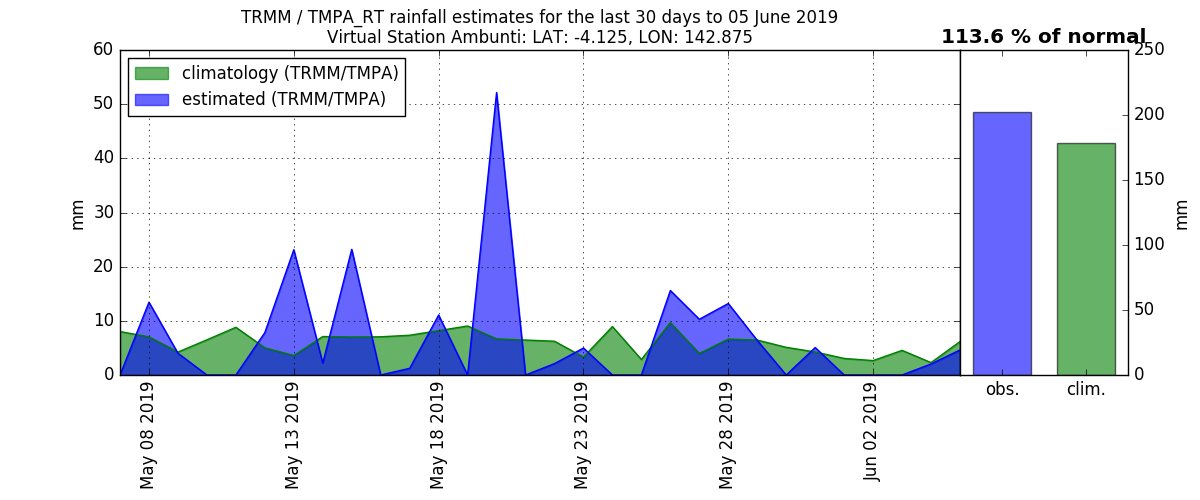 TRMM / TMPA_RT rainfall estimates for the last 30 days to 05 June 2019
Virtual Station Ambunti: LAT: -4.125, LON: 142.875
113.6 % of normal
climatology (TRMM/TMPA)
estimated (TRMM/TMPA)
60
50
40
30
20
10
0
mm
May 08 2019
May 13 2019
May 18 2019
May 23 2019
May 28 2019
Jun 02 2019
obs.
clim.
250
200
150
100
50
0
mm